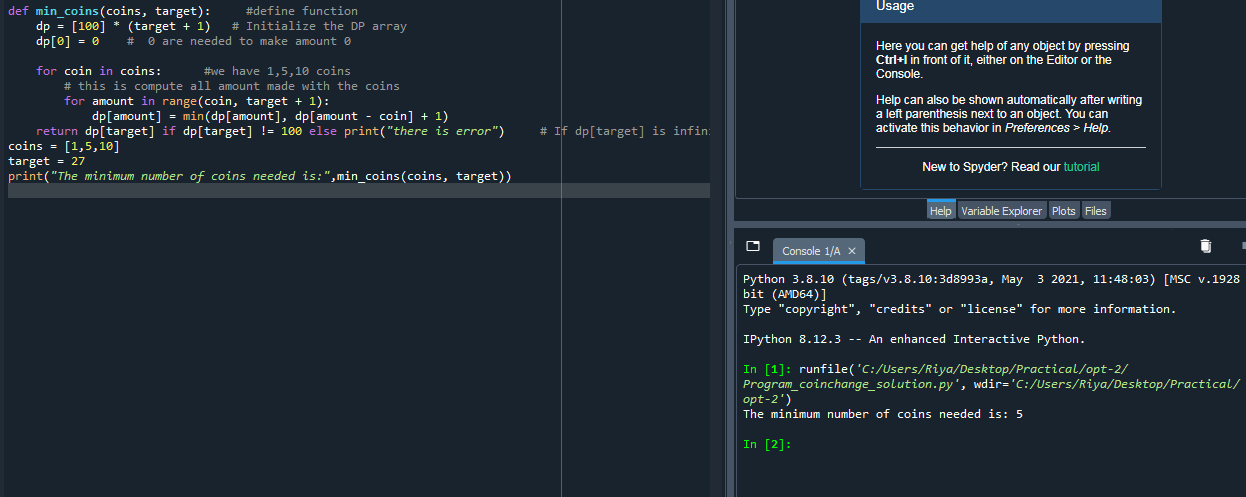 def min_coins(coins, target):     #define function
    dp = [100] * (target + 1)   # Initialize the DP array
    dp[0] = 0    #  0 are needed to make amount 0
    for coin in coins:      #we have 1,5,10 coins
        # this is compute all amount made with the coins
        for amount in range(coin, target + 1):
            dp[amount] = min(dp[amount], dp[amount - coin] + 1)
    return dp[target] if dp[target] != 100 else print("there is error")     # If dp[target] is infin
coins = [1,5,10]
target = 27
print("The minimum number of coins needed is:",min_coins(coins, target))
Usage
Here you can get help of any object by pressing
Ctrl+I in front of it, either on the Editor or the
Console.
Help can also be shown automatically after writing
a left parenthesis next to an object. You can
activate this behavior in Preferences > Help.
New to Spyder? Read our tutorial
Help Variable Explorer Plots Files
Console 1/A ×
Python 3.8.10 (tags/v3.8.10:3d8993a, May  3 2021, 11:48:03) [MSC v.1928
bit (AMD64)]
Type "copyright", "credits" or "license" for more information.
IPython 8.12.3 -- An enhanced Interactive Python.
In [1]: runfile('C:/Users/Riya/Desktop/Practical/opt-2/
Program_coinchange_solution.py', wdir='C:/Users/Riya/Desktop/Practical/
opt-2')
The minimum number of coins needed is: 5
In [2]: